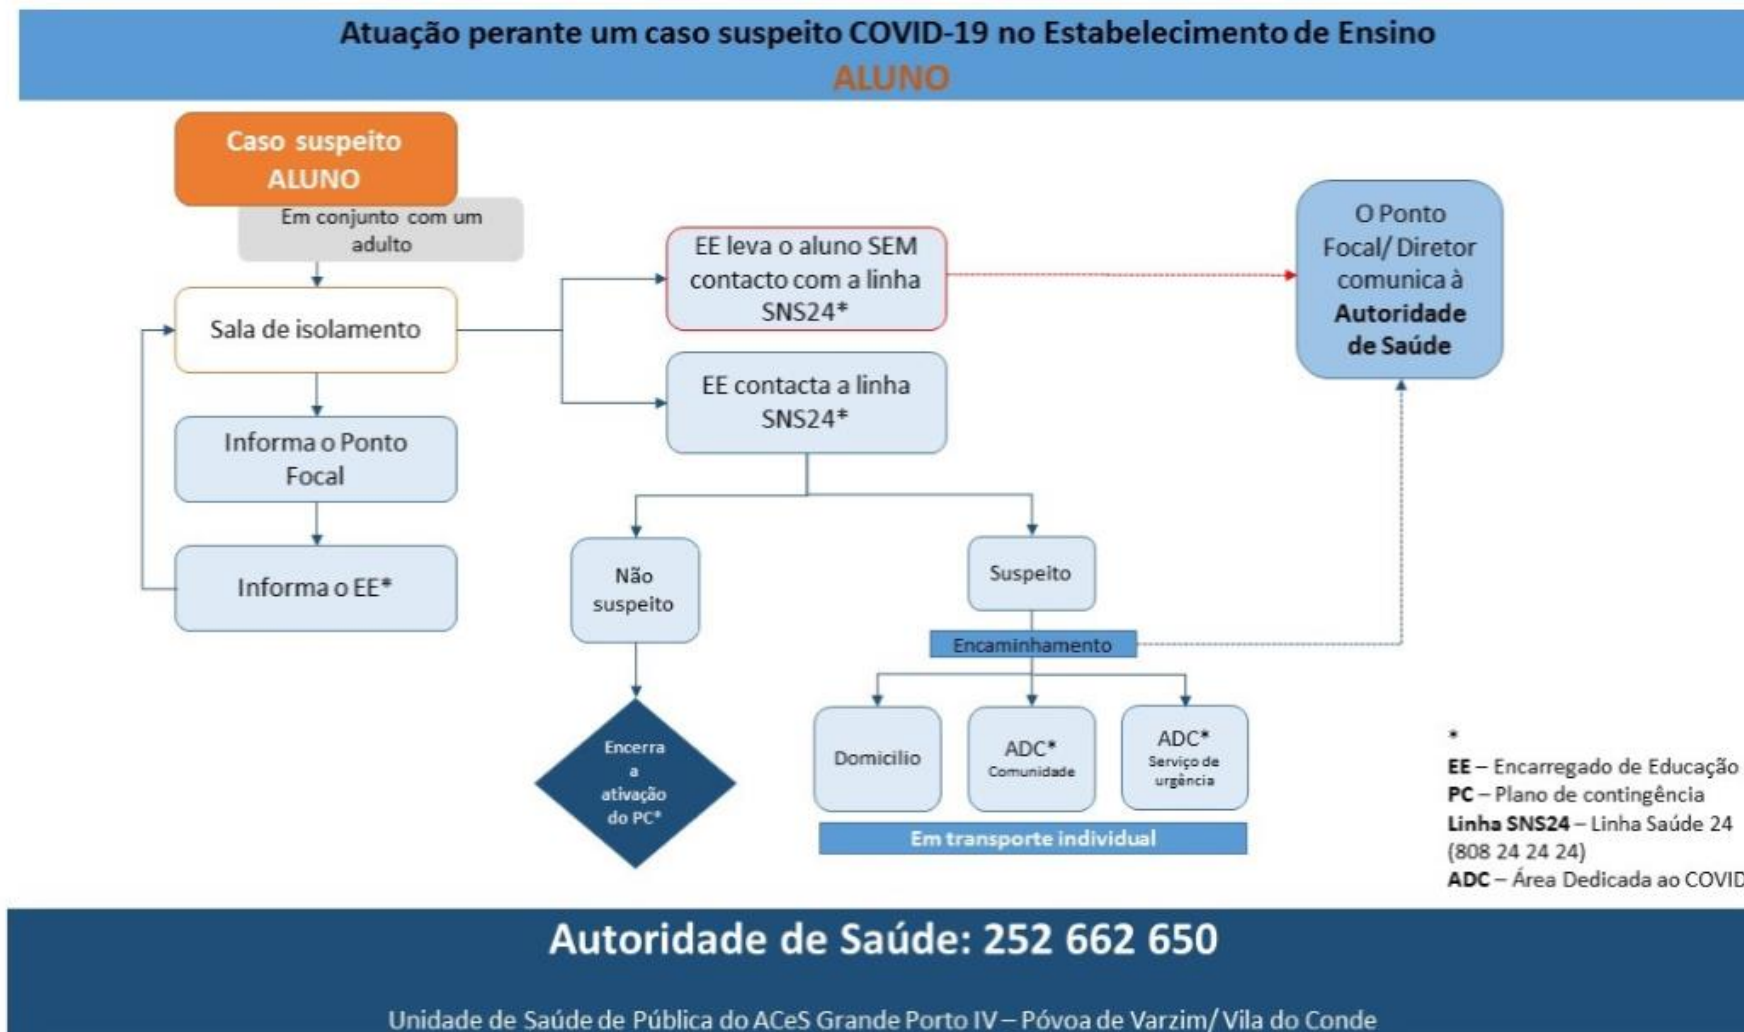 Atuação perante um caso suspeito COVID-19 no Estabelecimento de Ensino
ALUNO
Caso suspeito
ALUNO
Em conjunto com um
adulto
Sala de isolamento
Informa o Ponto
Focal
Informa o EE*
EE leva o aluno SEM
contacto com a linha
SNS24*
EE contacta a linha
SNS24*
Não
suspeito
Encerra
a
ativação
do PC*
Suspeito
Encaminhamento
Domicilio
ADC*
Comunidade
ADC*
Serviço de
urgência
Em transporte individual
O Ponto
Focal/ Diretor
comunica à
Autoridade
de Saúde
*
EE – Encarregado de Educação
PC – Plano de contingência
Linha SNS24 – Linha Saúde 24
(808 24 24 24)
ADC – Área Dedicada ao COVID
Autoridade de Saúde: 252 662 650
Unidade de Saúde de Pública do ACeS Grande Porto IV – Póvoa de Varzim/ Vila do Conde